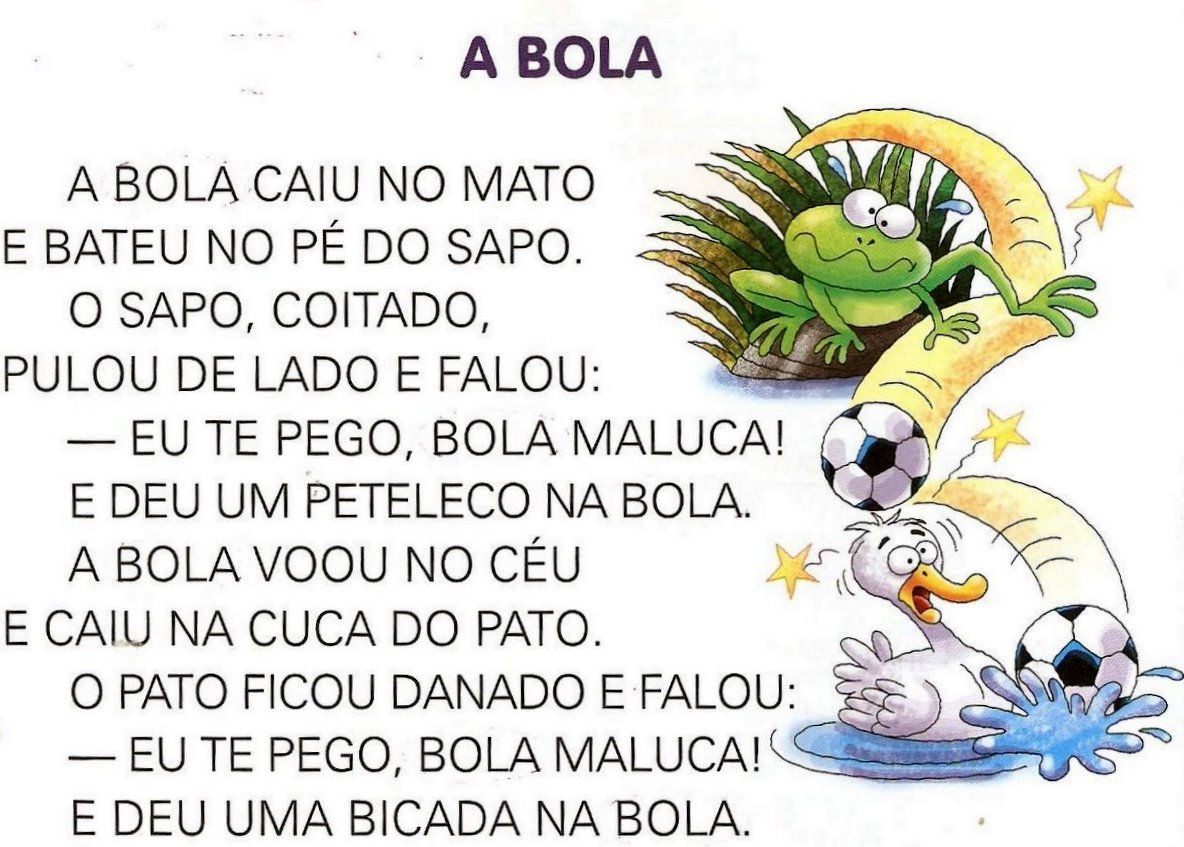 A BOLA
A BOLA CAIU NO MATO
E BATEU NO PÉ DO SAPO.
O SAPO, COITADO,
PULOU DE LADO E FALOU:
— EU TE PEGO, BOLA MALUCA!
E DEU UM PETELECO NA BOLA.
A BOLA VOOU NO CÉU
E CAIU NA CUCA DO PATO.
O PATO FICOU DANADO E FALOU:
— EU TE PEGO, BOLA MALUCA!
E DEU UMA BICADA NA BOLA.